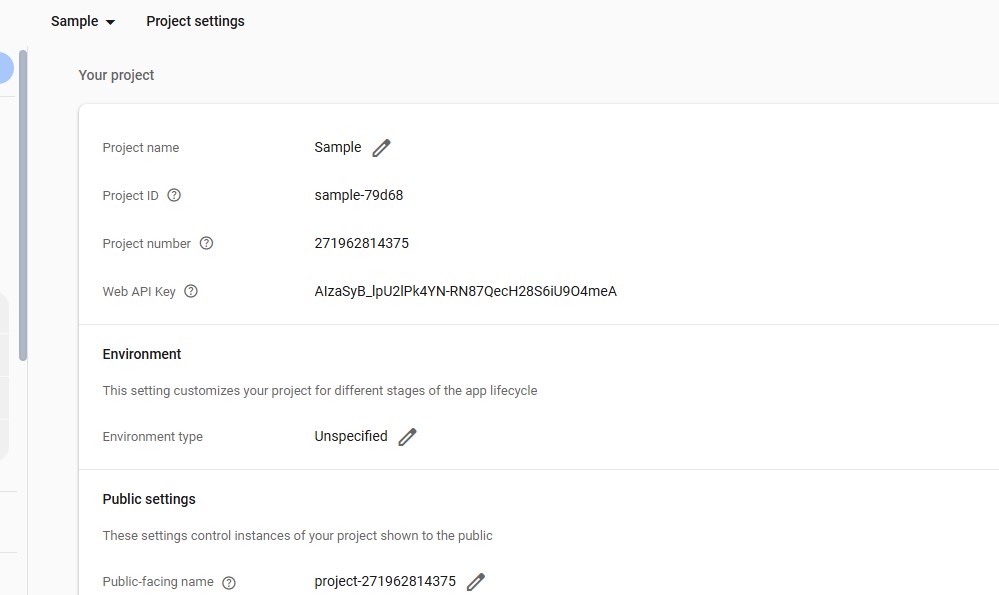 Sample Project settings
Your project
Project name Sample
Project ID sample-79d68
Project number 271962814375
Web API Key AIzaSyB_lpU2lPk4YN-RN87QecH28S6iU9O4meA
Environment
This setting customizes your project for different stages of the app lifecycle
Environment type Unspecified
Public settings
These settings control instances of your project shown to the public
Public-facing name project-271962814375